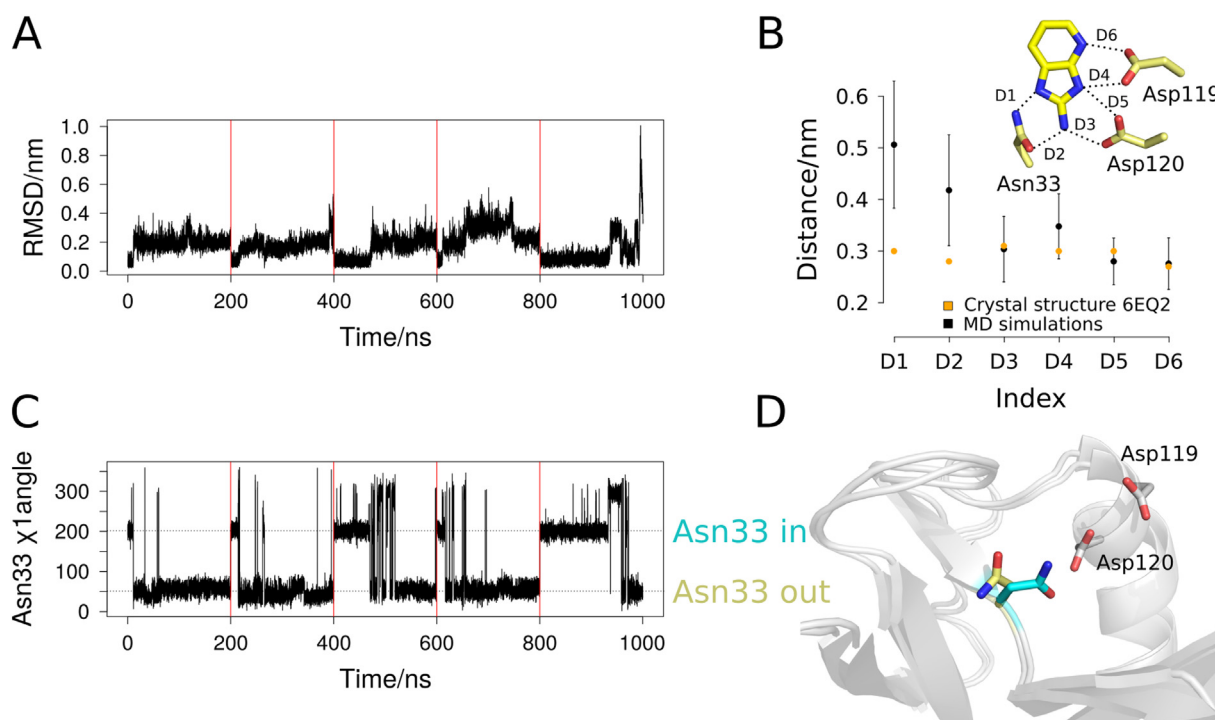 A
RMSD/nm
1.0
0.8
0.6
0.4
0.2
0.0
0 200 400 600 800 1000
Time/ns
B
Distance/nm
0.6
0.5
0.4
0.3
0.2
D6
D4
D1
D5
D3
D2
Asp119
Asp120
Asn33
Crystal structure 6EQ2
MD simulations
D1 D2 D3 D4 D5 D6
Index
C
Asn33 χ1angle
300
200
100
0
0 200 400 600 800 1000
Time/ns
Asn33 in
Asn33 out
D
Asp119
Asp120